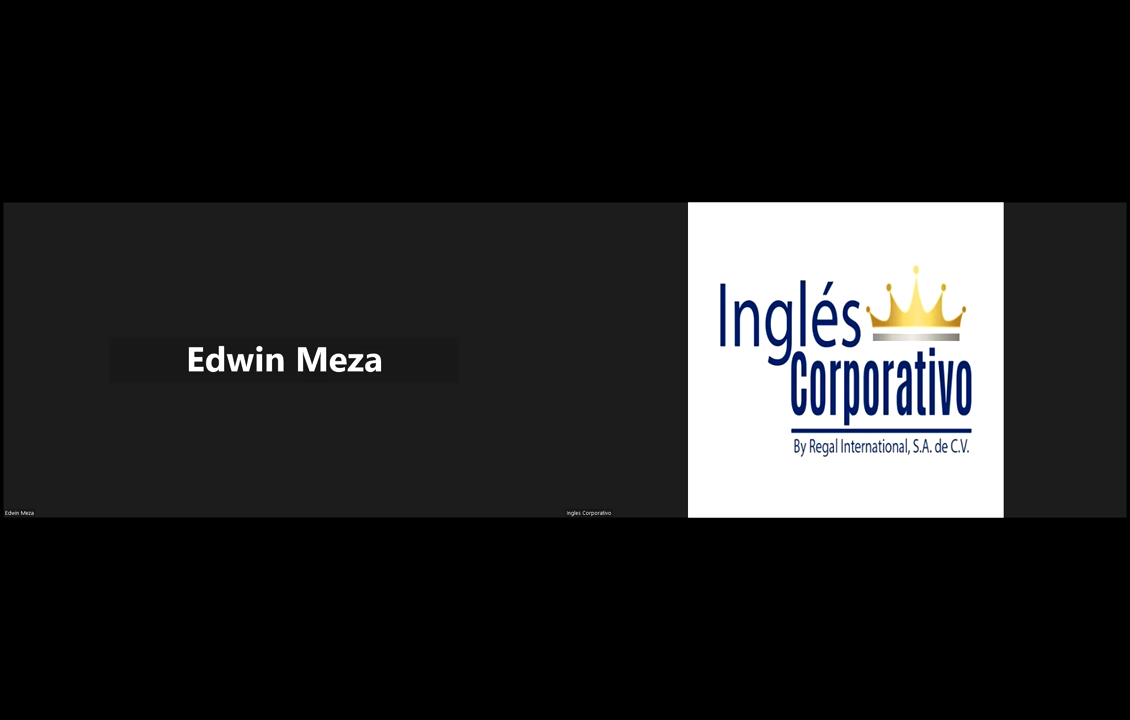 Edwin Meza
Inglés
Corporativo
By Regal International, S.A. de C.V.
Edwin Meza
Ingles Corporativo